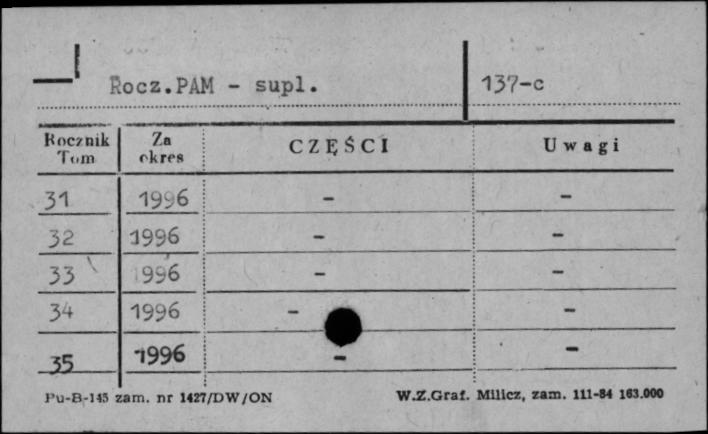 Rocz.PAM - supl. 137-c
Rocznik Tom Za okres CZĘŚCI Uwagi
31 1996 - -
32 1996 - -
33 1996 - -
34 1996 - -
35 1996 - -
Pu-B-145 zam. nr 1427/DW/ON W.Z.Graf. Milicz, zam. 111-84 163.000